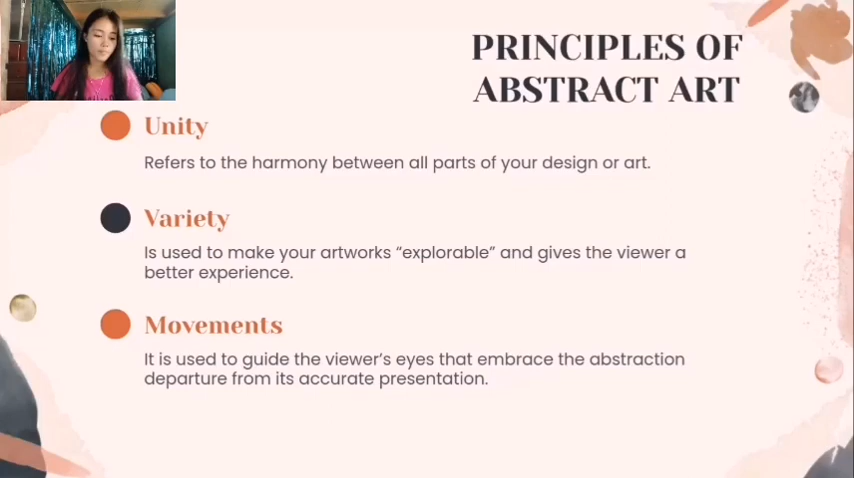 PRINCIPLES OF
ABSTRACT ART
Unity
Refers to the harmony between all parts of your design or art.
Variety
Is used to make your artworks “explorable” and gives the viewer a
better experience.
Movements
It is used to guide the viewer’s eyes that embrace the abstraction
departure from its accurate presentation.